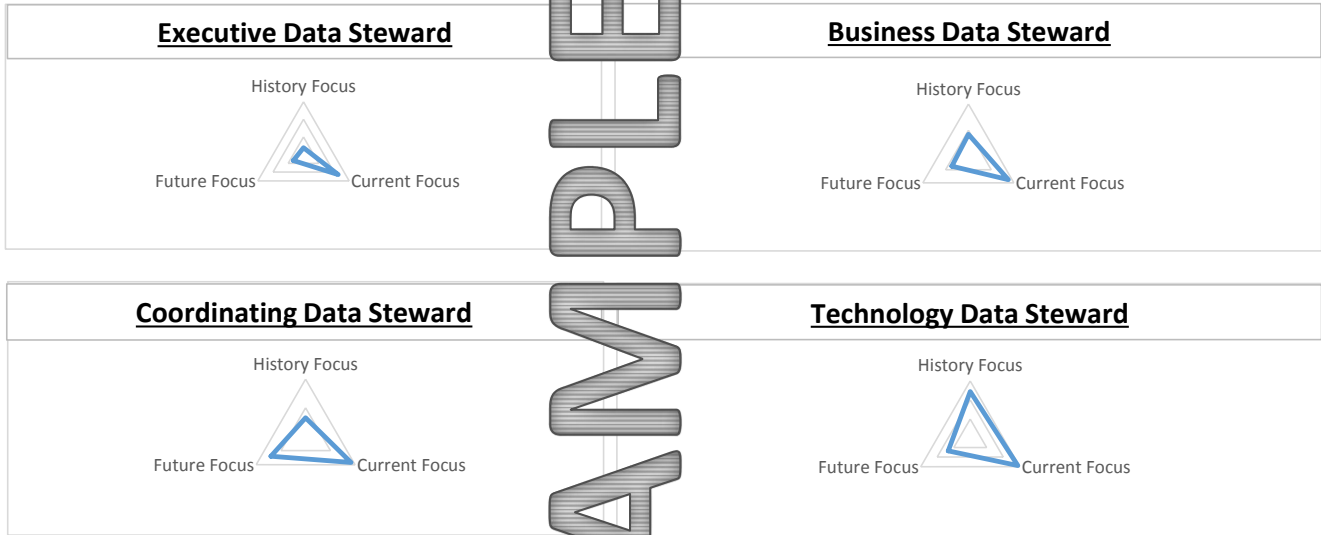 Executive Data Steward
History Focus
Future Focus
Current Focus
Business Data Steward
History Focus
Future Focus
Current Focus
Coordinating Data Steward
History Focus
Future Focus
Current Focus
Technology Data Steward
History Focus
Future Focus
Current Focus
AMPLE